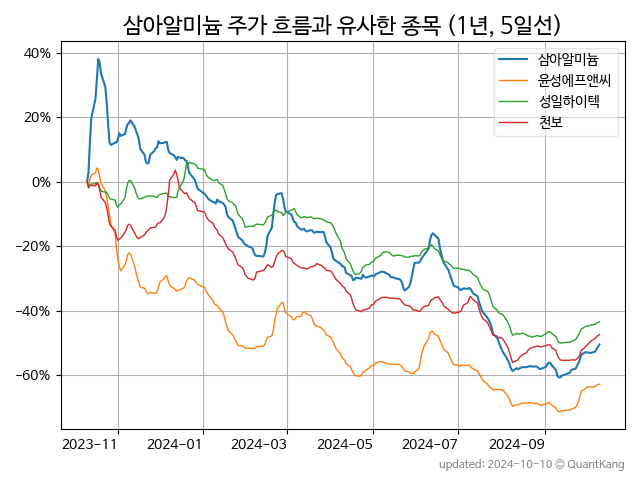 삼아알미늄 주가 흐름과 유사한 종목 (1년, 5일선)
삼아알미늄
윤성에프앤씨
성일하이텍
천보
40%
20%
0%
−20%
−40%
−60%
2023-11
2024-01
2024-03
2024-05
2024-07
2024-09
updated: 2024-10-10 © QuantKang